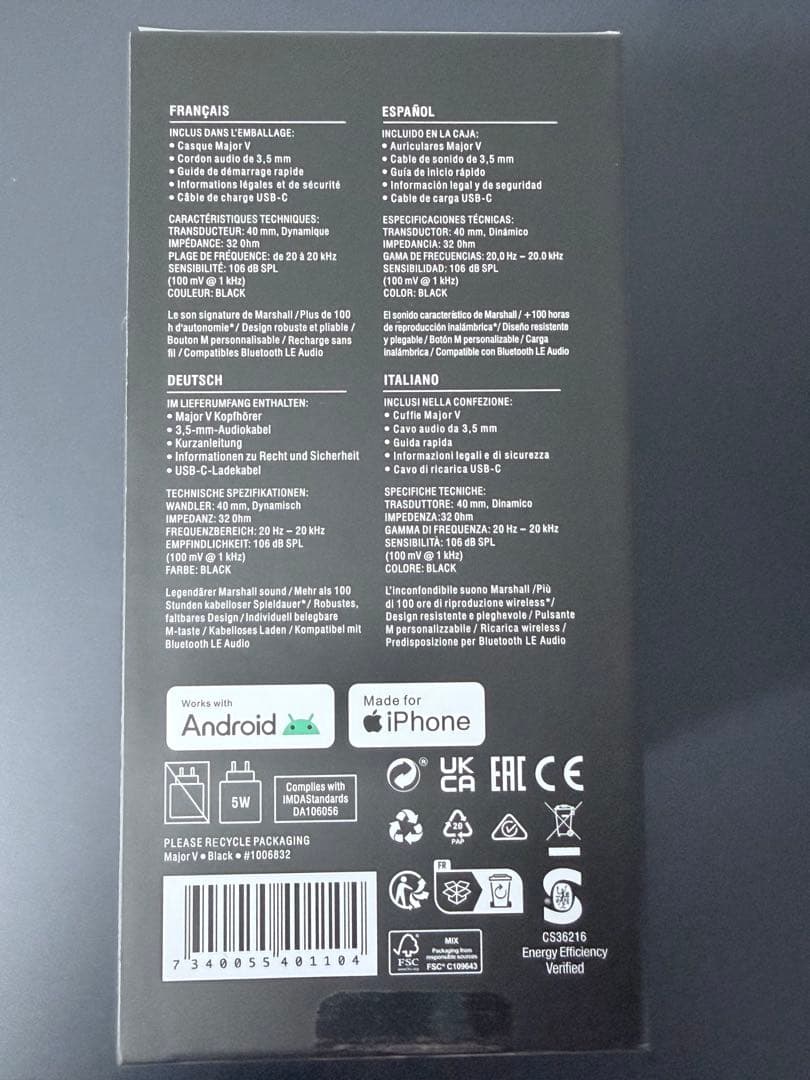 FRANÇAIS
INCLUS DANS L'EMBALLAGE:
• Casque Major V
• Cordon audio de 3,5 mm
• Guide de démarrage rapide
• Informations légales et de sécurité
• Câble de charge USB-C
CARACTÉRISTIQUES TECHNIQUES:
TRANSDUCTEUR: 40 mm, Dynamique
IMPÉDANCE: 32 Ohm
PLAGE DE FRÉQUENCE: de 20 à 20 kHz
SENSIBILITÉ: 106 dB SPL
(100 mV @ 1 kHz)
COULEUR: BLACK
Le son signature de Marshall / Plus de 100
h d'autonomie* / Design robuste et pliable /
Bouton M personnalisable / Recharge sans
fil / Compatibles Bluetooth LE Audio
ESPAÑOL
INCLUIDO EN LA CAJA:
• Auriculares Major V
• Cable de sonido de 3,5 mm
• Guía de inicio rápido
• Información legal y de seguridad
• Cable de carga USB-C
ESPECIFICACIONES TÉCNICAS:
TRANSDUCTOR: 40 mm, Dinámico
IMPEDANCIA: 32 Ohm
GAMA DE FRECUENCIAS: 20,0 Hz – 20.0 kHz
SENSIBILIDAD: 106 dB SPL
(100 mV @ 1 kHz)
COLOR: BLACK
El sonido característico de Marshall / +100 horas
de reproducción inalámbrica* / Diseño resistente
y plegable / Botón M personalizable / Carga
inalámbrica / Compatible con Bluetooth LE Audio
DEUTSCH
IM LIEFERUMFANG ENTHALTEN:
• Major V Kopfhörer
• 3,5-mm-Audiokabel
• Kurzanleitung
• Informationen zu Recht und Sicherheit
• USB-C-Ladekabel
TECHNISCHE SPEZIFIKATIONEN:
WANDLER: 40 mm, Dynamisch
IMPEDANZ: 32 Ohm
FREQUENZBEREICH: 20 Hz – 20 kHz
EMPFINDLICHKEIT: 106 dB SPL
(100 mV @ 1 kHz)
FARBE: BLACK
Legendärer Marshall sound / Mehr als 100
Stunden kabelloser Spieldauer* / Robustes,
faltbares Design / Individuell belegbare
M-taste / Kabelloses Laden / Kompatibel mit
Bluetooth LE Audio
ITALIANO
INCLUSI NELLA CONFEZIONE:
• Cuffie Major V
• Cavo audio da 3,5 mm
• Guida rapida
• Informazioni legali e di sicurezza
• Cavo di ricarica USB-C
SPECIFICHE TECNICHE:
TRASDUTTORE: 40 mm, Dinamico
IMPEDENZA:32 Ohm
GAMMA DI FREQUENZA: 20 Hz – 20 kHz
SENSIBILITÀ: 106 dB SPL
(100 mV @ 1 kHz)
COLORE: BLACK
L'inconfondibile suono Marshall /Più
di 100 ore di riproduzione wireless*/
Design resistente e pieghevole / Pulsante
M personalizzabile / Ricarica wireless /
Predisposizione per Bluetooth LE Audio
Works with
Android
Made for
iPhone
5W
Complies with
IMDAStandards
DA106056
®
UK
CA
EAC
CE
20
PAP
PLEASE RECYCLE PACKAGING
Major V • Black • #1006832
7 340055 401104
FR
FSC
MIX
Packaging from
responsible sources
FSC® C109643
CS36216
Energy Efficiency
Verified